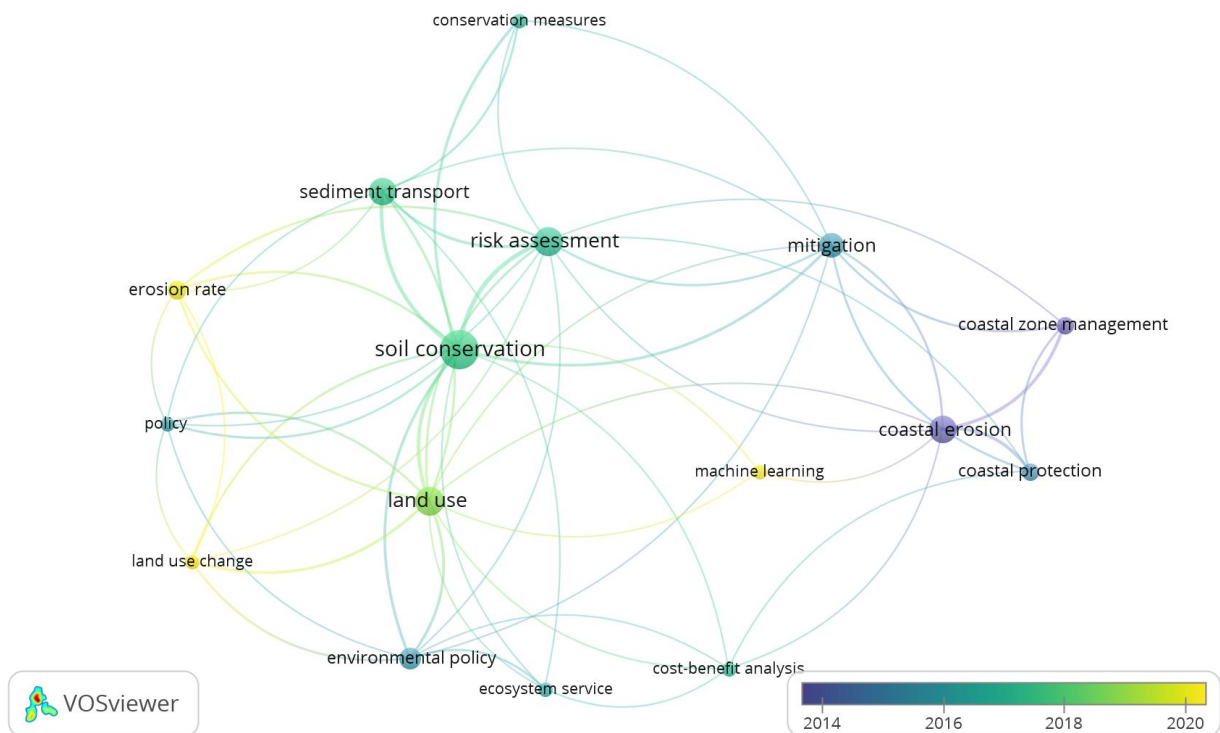 conservation measures
sediment transport
risk assessment
mitigation
erosion rate
coastal zone management
soil conservation
policy
coastal erosion
machine learning
coastal protection
land use
land use change
environmental policy
cost-benefit analysis
ecosystem service
VOSviewer
2014 2016 2018 2020